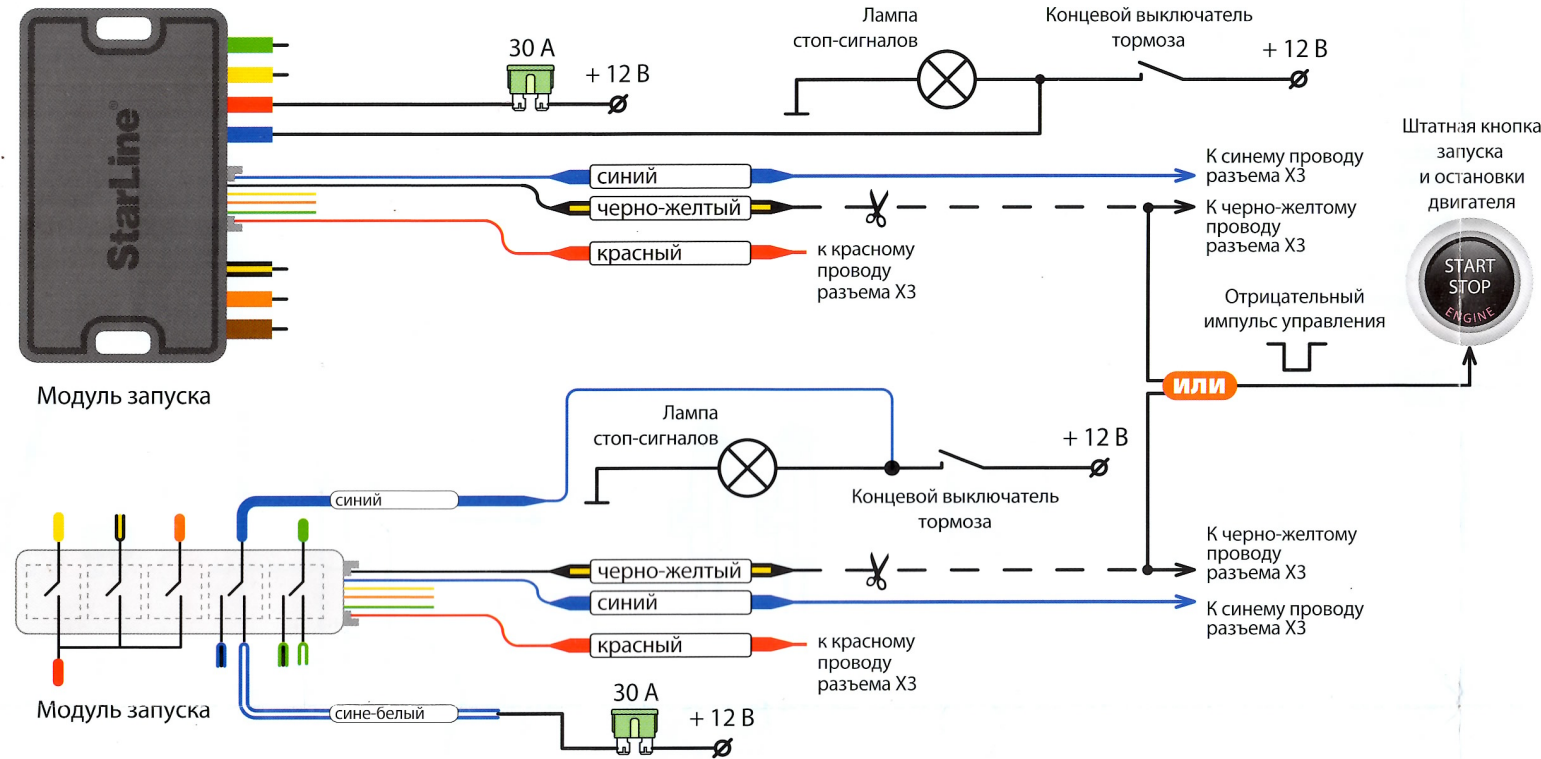 StarLine®
30 А
+ 12 В
Лампа
стоп-сигналов
Концевой выключатель
тормоза
+ 12 В
Штатная кнопка
запуска
и остановки
двигателя
START
STOP
ENGINE
синий
К синему проводу
разъема Х3
черно-желтый
К черно-желтому
проводу
разъема Х3
красный
к красному
проводу
разъема Х3
Отрицательный
импульс управления
ИЛИ
Модуль запуска
Лампа
стоп-сигналов
+ 12 В
Концевой выключатель
тормоза
синий
черно-желтый
К черно-желтому
проводу
разъема Х3
синий
К синему проводу
разъема Х3
красный
к красному
проводу
разъема Х3
Модуль запуска
сине-белый
30 А
+ 12 В